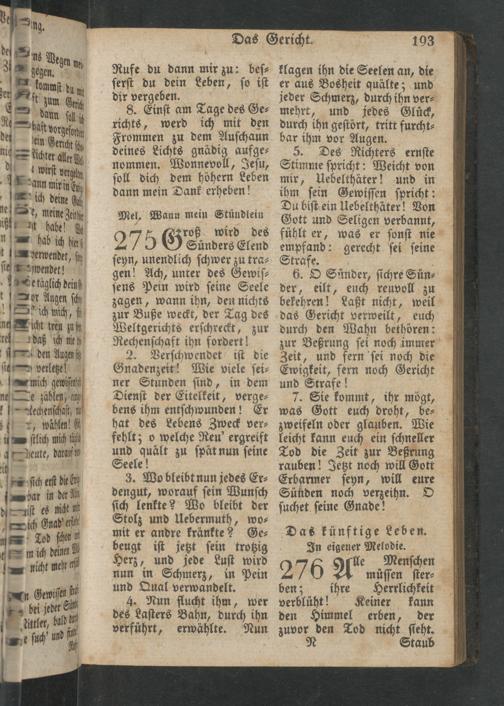 Das Gericht. 193
Rufe du dann mir zu: bes-
serst du dein Leben, so ist
dir vergeben.
8. Einst am Tage des Ge-
richts, werd ich mit den
Frommen zu dem Anschaun
deines Lichts gnädig aufge-
nommen. Wonnevoll, Jesu,
soll dich dem höhern Leben
dann mein Dank erheben!
Mel. Wann mein Stündlein
275 Groß wird des
Sünders Elend
seyn, unendlich schwer zu tra-
gen! Ach, unter des Gewis-
sens Pein wird seine Seele
zagen, wann ihn, den nichts
zur Buße weckt, der Tag des
Weltgerichts erschreckt, zur
Rechenschaft ihn fordert!
2. Verschwendet ist die
Gnadenzeit! Wie viele sei-
ner Stunden sind, in dem
Dienst der Eitelkeit, verge-
bens ihm entschwunden! Er
hat des Lebens Zweck ver-
fehlt; o welche Reu' ergreift
und quält zu spät nun seine
Seele!
3. Wo bleibt nun jedes Er-
dengut, worauf sein Wunsch
sich lenkte? Wo bleibt der
Stolz und Uebermuth, wo-
mit er andre kränkte? Ge-
beugt ist jetzt sein trotzig
Herz, und jede Lust wird
nun in Schmerz, in Pein
und Qual verwandelt.
4. Nun flucht ihm, wer
des Lasters Bahn, durch ihn
verführt, erwählte. Nun
klagen ihn die Seelen an, die
er aus Bosheit quälte; und
jeder Schmerz, durch ihn ver-
mehrt, und jedes Glück,
durch ihn gestört, tritt furcht-
bar ihm vor Augen.
5. Des Richters ernste
Stimme spricht: Weicht von
mir, Uebelthäter! und in
ihm sein Gewissen spricht:
Du bist ein Uebelthäter! Von
Gott und Seligen verbannt,
fühlt er, was er sonst nie
empfand: gerecht sei seine
Strafe.
6. O Sünder, sichre Sün-
der, eilt, euch reuvoll zu
bekehren! Laßt nicht, weil
das Gericht verweilt, euch
durch den Wahn bethören:
zur Beßrung sei noch immer
Zeit, und fern sei noch die
Ewigkeit, fern noch Gericht
und Strafe!
7. Sie kommt, ihr mögt,
was Gott euch droht, be-
zweifeln oder glauben. Wie
leicht kann euch ein schneller
Tod die Zeit zur Beßrung
rauben! Jetzt noch will Gott
Erbarmer seyn, will eure
Sünden noch verzeihn. O
suchet seine Gnade!
Das künftige Leben.
In eigener Melodie.
276 Alle Menschen
müssen ster-
ben; ihre Herrlichkeit
verblüht! Keiner kann
den Himmel erben, der
zuvor den Tod nicht sieht.
N Staub